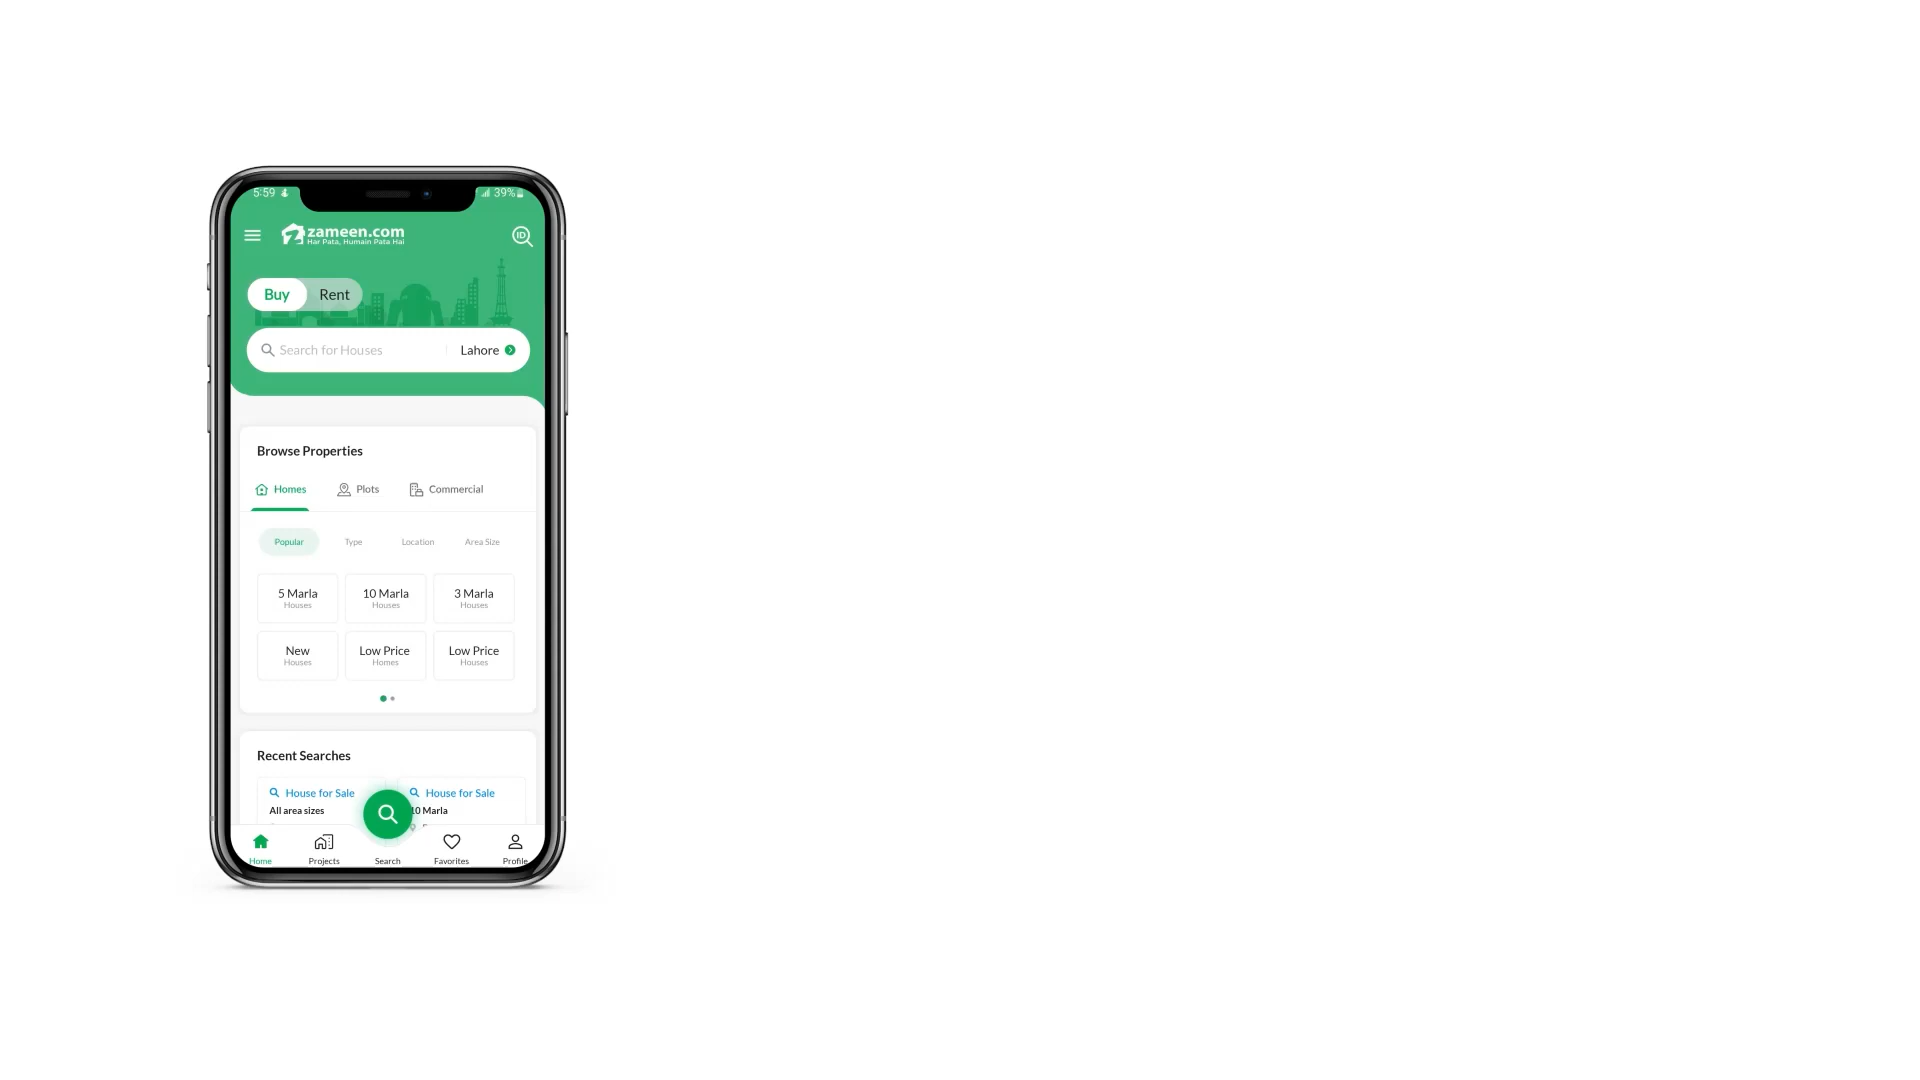 5:59
39%
zameen.com
Har Pata, Humain Pata Hai
ID
Buy Rent
Search for Houses Lahore
Browse Properties
Homes Plots Commercial
Popular Type Location Area Size
5 Marla 10 Marla 3 Marla
Houses Houses Houses
New Low Price Low Price
Houses Homes Houses
Recent Searches
House for Sale House for Sale
All area sizes 10 Marla
Home Projects Search Favorites Profile